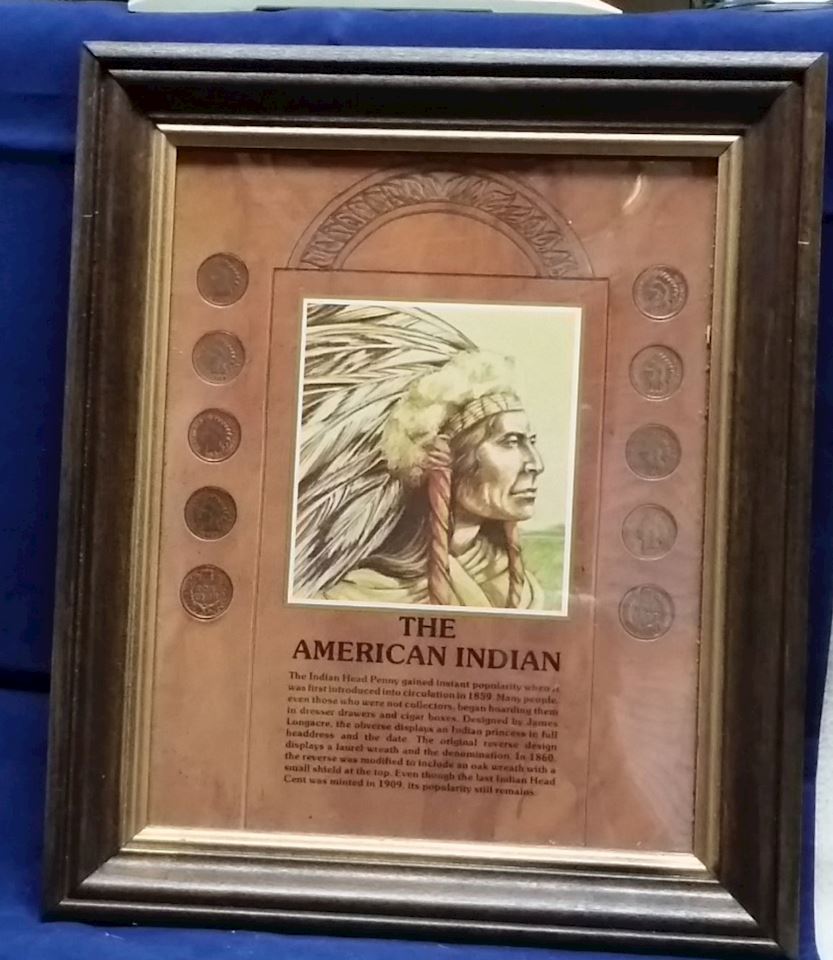 THE
AMERICAN INDIAN
The Indian Head Penny gained instant popularity when it
was first introduced into circulation in 1859. Many people,
even those who were not collectors, began hoarding them
in dresser drawers and cigar boxes. Designed by James
Longacre, the obverse displays an Indian princess in full
headdress and the date. The original reverse design
displays a laurel wreath and the denomination. In 1860,
the reverse was modified to include an oak wreath with a
small shield at the top. Even though the last Indian Head
Cent was minted in 1909, its popularity still remains.